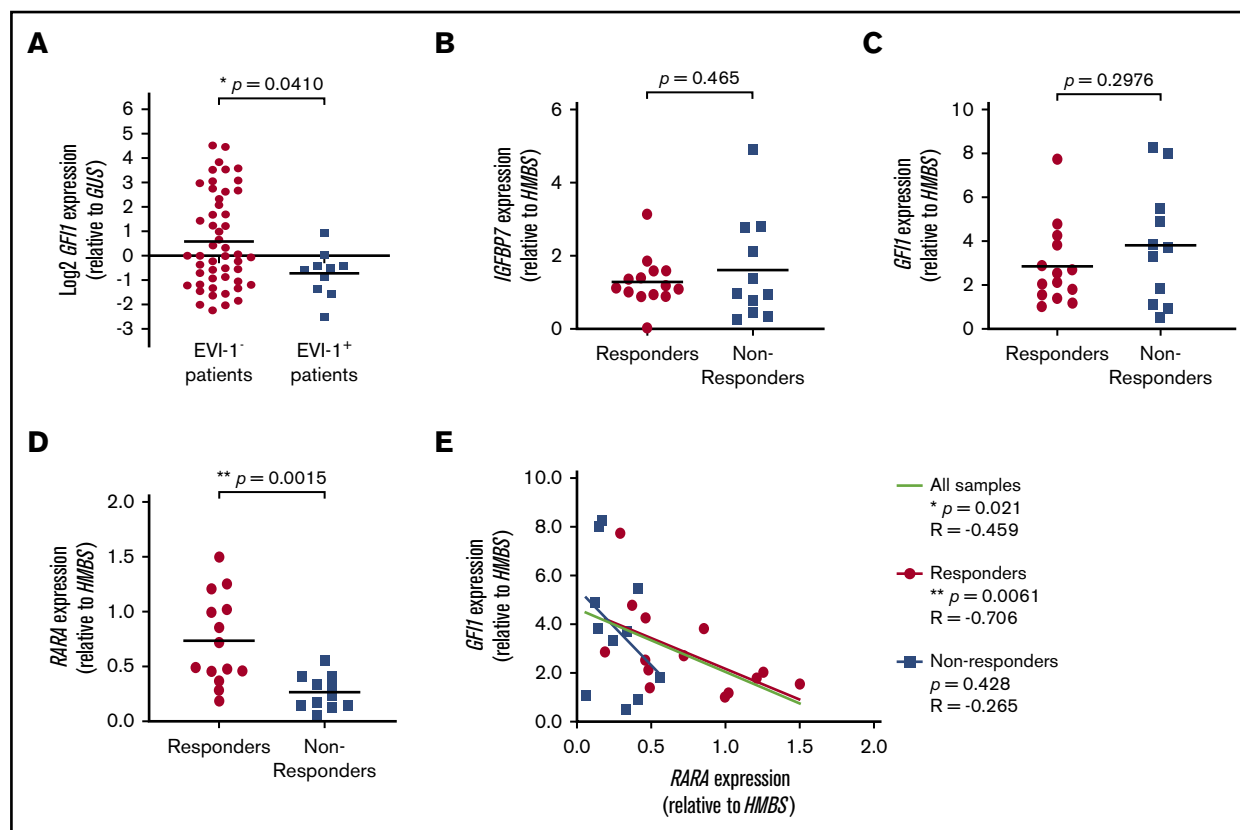 A
* p = 0.0410
Log2 GFI1 expression
(relative to GUS)
6
5
4
3
2
1
0
-1
-2
-3
EVI-1-
patients
EVI-1+
patients
B
p = 0.465
IGFBP7 expression
(relative to HMBS)
6
4
2
0
Responders
Non-
Responders
C
p = 0.2976
GFI1 expression
(relative to HMBS)
10
8
6
4
2
0
Responders
Non-
Responders
D
** p = 0.0015
RARA expression
(relative to HMBS)
2.0
1.5
1.0
0.5
0.0
Responders
Non-
Responders
E
GFI1 expression
(relative to HMBS)
10.0
8.0
6.0
4.0
2.0
0.0
0.0 0.5 1.0 1.5 2.0
RARA expression
(relative to HMBS)
All samples
* p = 0.021
R = -0.459
Responders
** p = 0.0061
R = -0.706
Non-responders
p = 0.428
R = -0.265